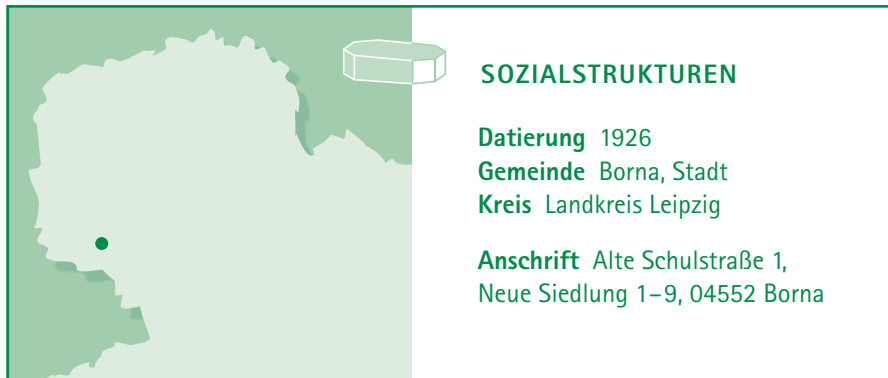 SOZIALSTRUKTUREN
Datierung 1926
Gemeinde Borna, Stadt
Kreis Landkreis Leipzig
Anschrift Alte Schulstraße 1,
Neue Siedlung 1–9, 04552 Borna